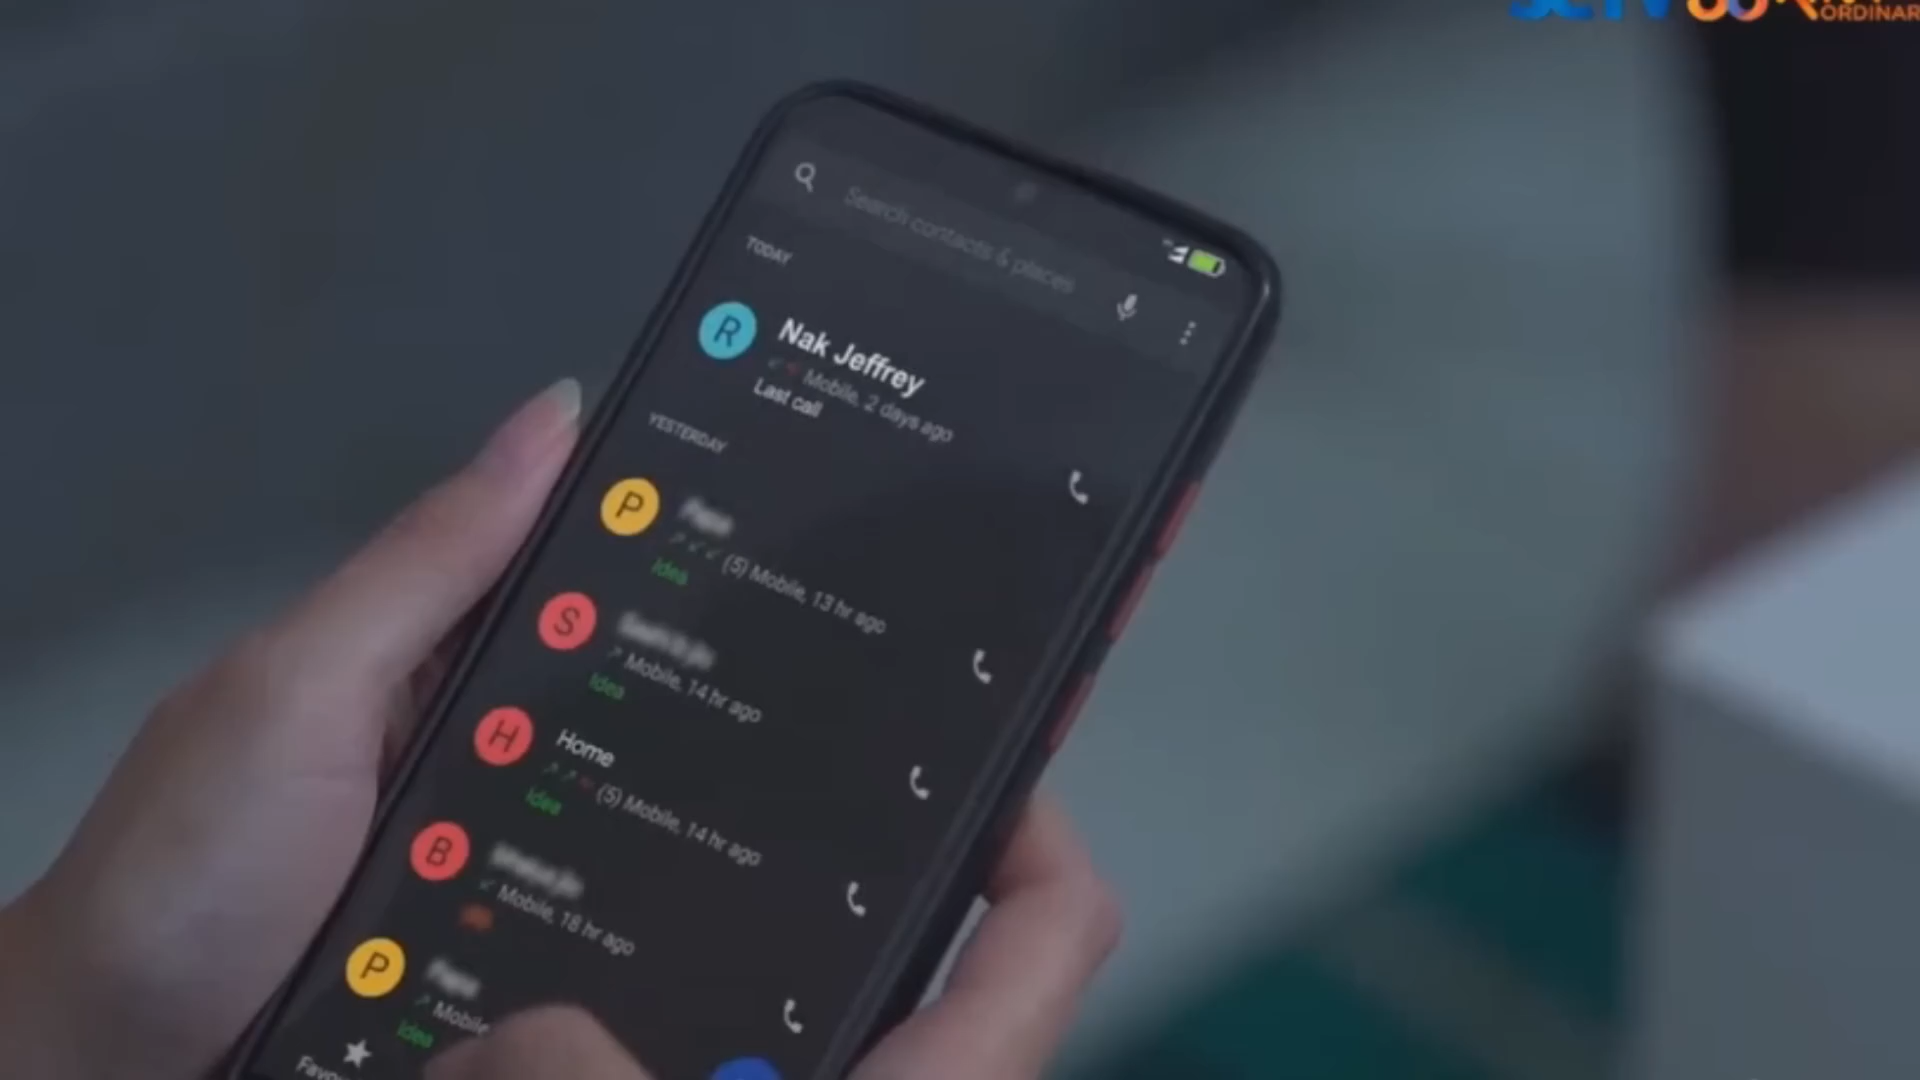 SCTV
ORDINAR
Search contacts & places
TODAY
R
Nak Jeffrey
Mobile, 2 days ago
Last call
YESTERDAY
P
(5) Mobile, 13 hr ago
Idea
S
Mobile, 14 hr ago
Idea
H
Home
(5) Mobile, 14 hr ago
Idea
B
Mobile, 18 hr ago
P
Mobile
Idea